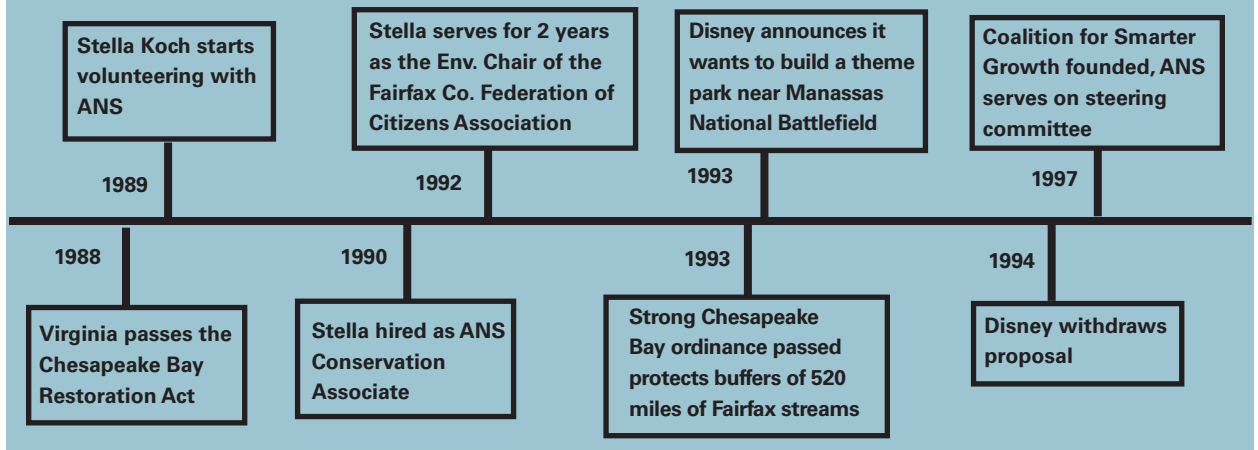 Stella Koch starts
volunteering with
ANS
Stella serves for 2 years
as the Env. Chair of the
Fairfax Co. Federation of
Citizens Association
Disney announces it
wants to build a theme
park near Manassas
National Battlefield
Coalition for Smarter
Growth founded, ANS
serves on steering
committee
1989
1992
1993
1997
1988
1990
1993
1994
Virginia passes the
Chesapeake Bay
Restoration Act
Stella hired as ANS
Conservation
Associate
Strong Chesapeake
Bay ordinance passed
protects buffers of 520
miles of Fairfax streams
Disney withdraws
proposal